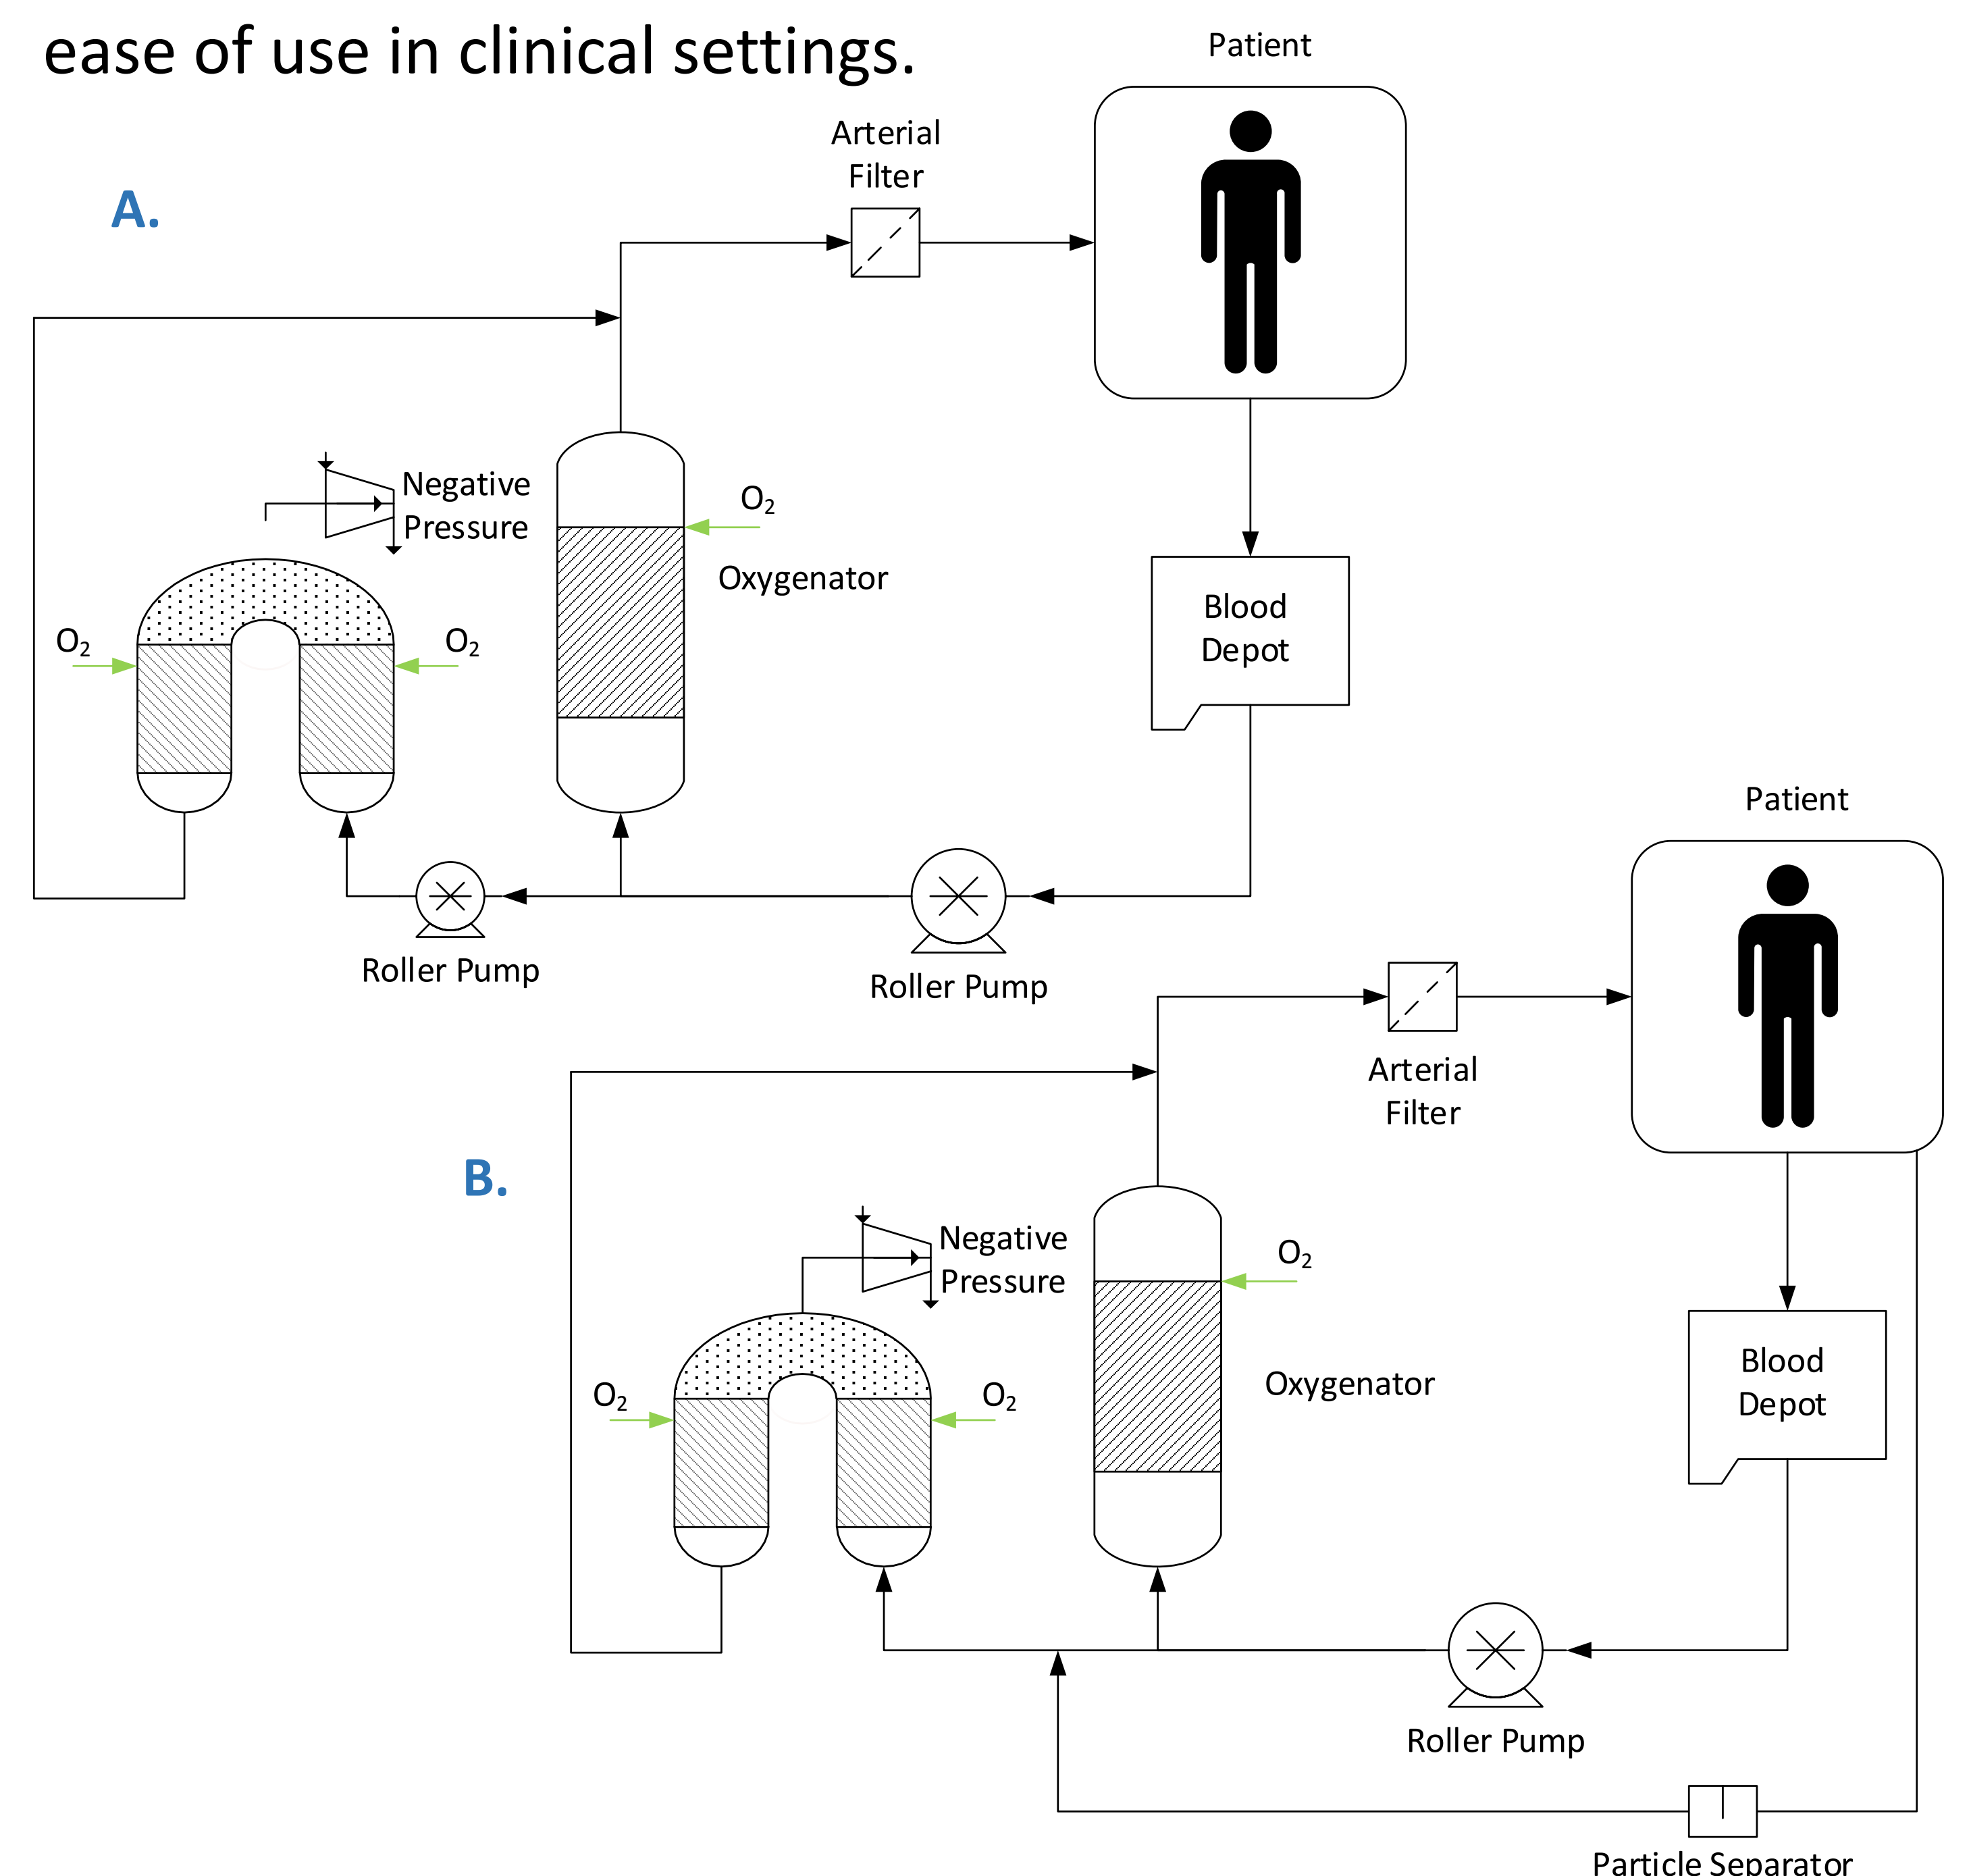 ease of use in clinical settings.
Patient
Arterial
Filter
A.
Negative
Pressure
O₂
Oxygenator
O₂
O₂
Blood
Depot
Roller Pump
Roller Pump
Patient
Arterial
Filter
B.
Negative
Pressure
O₂
Oxygenator
O₂
O₂
Blood
Depot
Roller Pump
Particle Separator